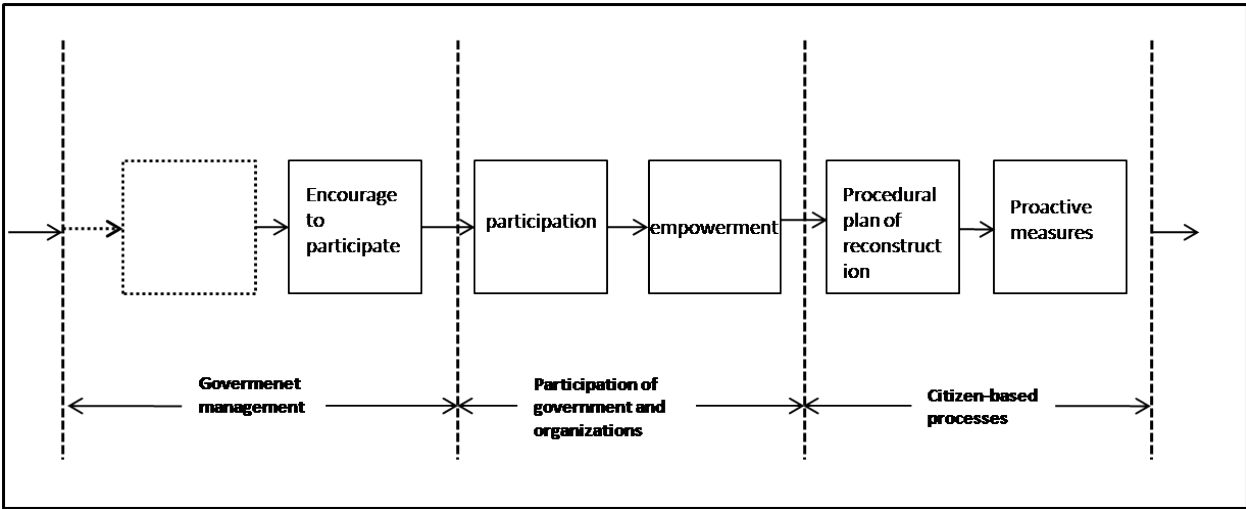 Encourage
to
participate
participation
empowerment
Procedural
plan of
reconstruct
ion
Proactive
measures
Govermenet
management
Participation of
government and
organizations
Citizen-based
processes